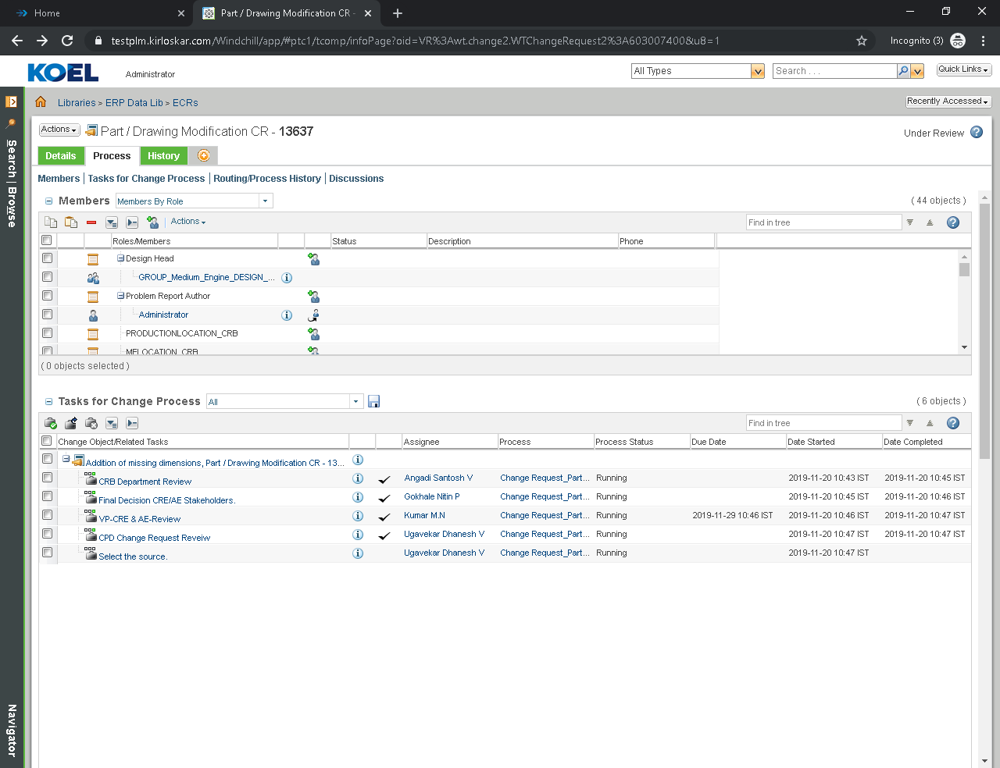 Home
Part / Drawing Modification CR -
testplm.kirloskar.com/Windchill/app/#ptc1/tcomp/infoPage?oid=VR%3Awt.change2.WTChangeRequest2%3A603007400&u8=1
Incognito (3)
KOEL
Administrator
All Types
Search . . .
Quick Links
Libraries > ERP Data Lib > ECRs
Recently Accessed
Search | Browse
Navigator
Actions
Part / Drawing Modification CR - 13637
Under Review
Details
Process
History
Members | Tasks for Change Process | Routing/Process History | Discussions
Members
Members By Role
( 44 objects )
Actions
Find in tree
Roles/Members
Status
Description
Phone
Design Head
GROUP_Medium_Engine_DESIGN_...
Problem Report Author
Administrator
PRODUCTIONLOCATION_CRB
MELOCATION_CRB
( 0 objects selected )
Tasks for Change Process
All
( 6 objects )
Find in tree
Change Object/Related Tasks Assignee Process Process Status Due Date Date Started Date Completed
Addition of missing dimensions, Part / Drawing Modification CR - 13...
CRB Department Review Angadi Santosh V Change Request_Part... Running 2019-11-20 10:43 IST 2019-11-20 10:45 IST
Final Decision CRE/AE Stakeholders. Gokhale Nitin P Change Request_Part... Running 2019-11-20 10:45 IST 2019-11-20 10:46 IST
VP-CRE & AE-Review Kumar M.N Change Request_Part... Running 2019-11-29 10:46 IST 2019-11-20 10:46 IST 2019-11-20 10:47 IST
CPD Change Request Reveiw Ugavekar Dhanesh V Change Request_Part... Running 2019-11-20 10:47 IST 2019-11-20 10:47 IST
Select the source. Ugavekar Dhanesh V Change Request_Part... Running 2019-11-20 10:47 IST